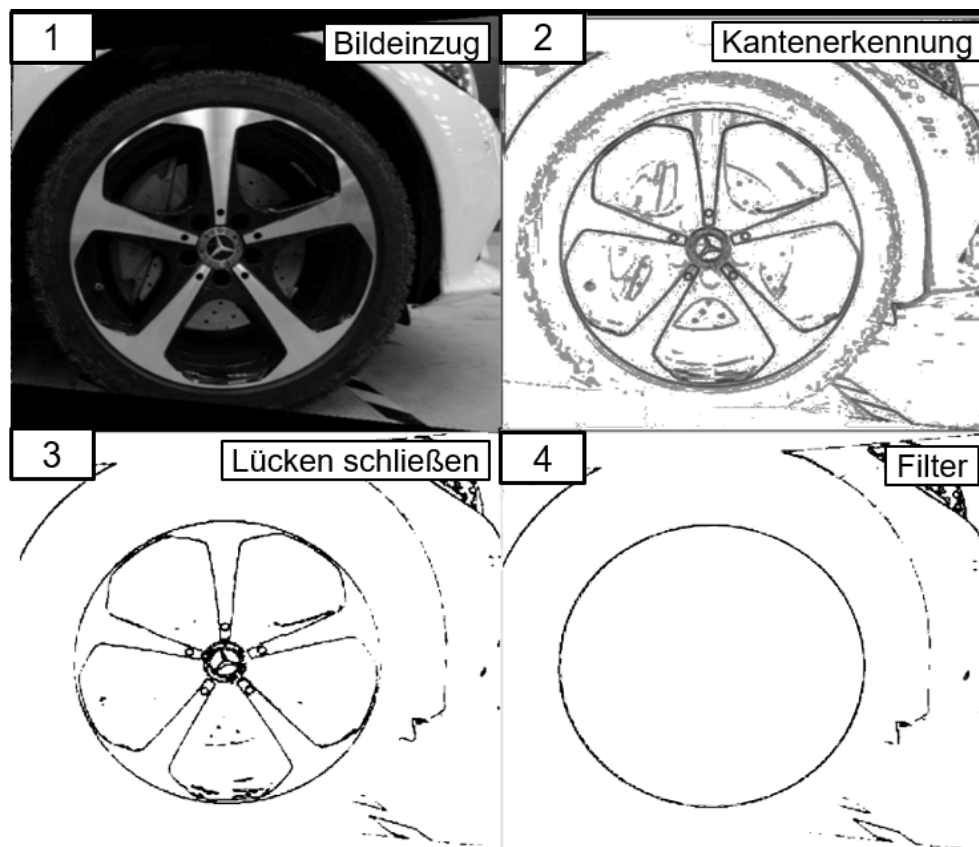 1
Bildeinzug
2
Kantenerkennung
3
Lücken schließen
4
Filter